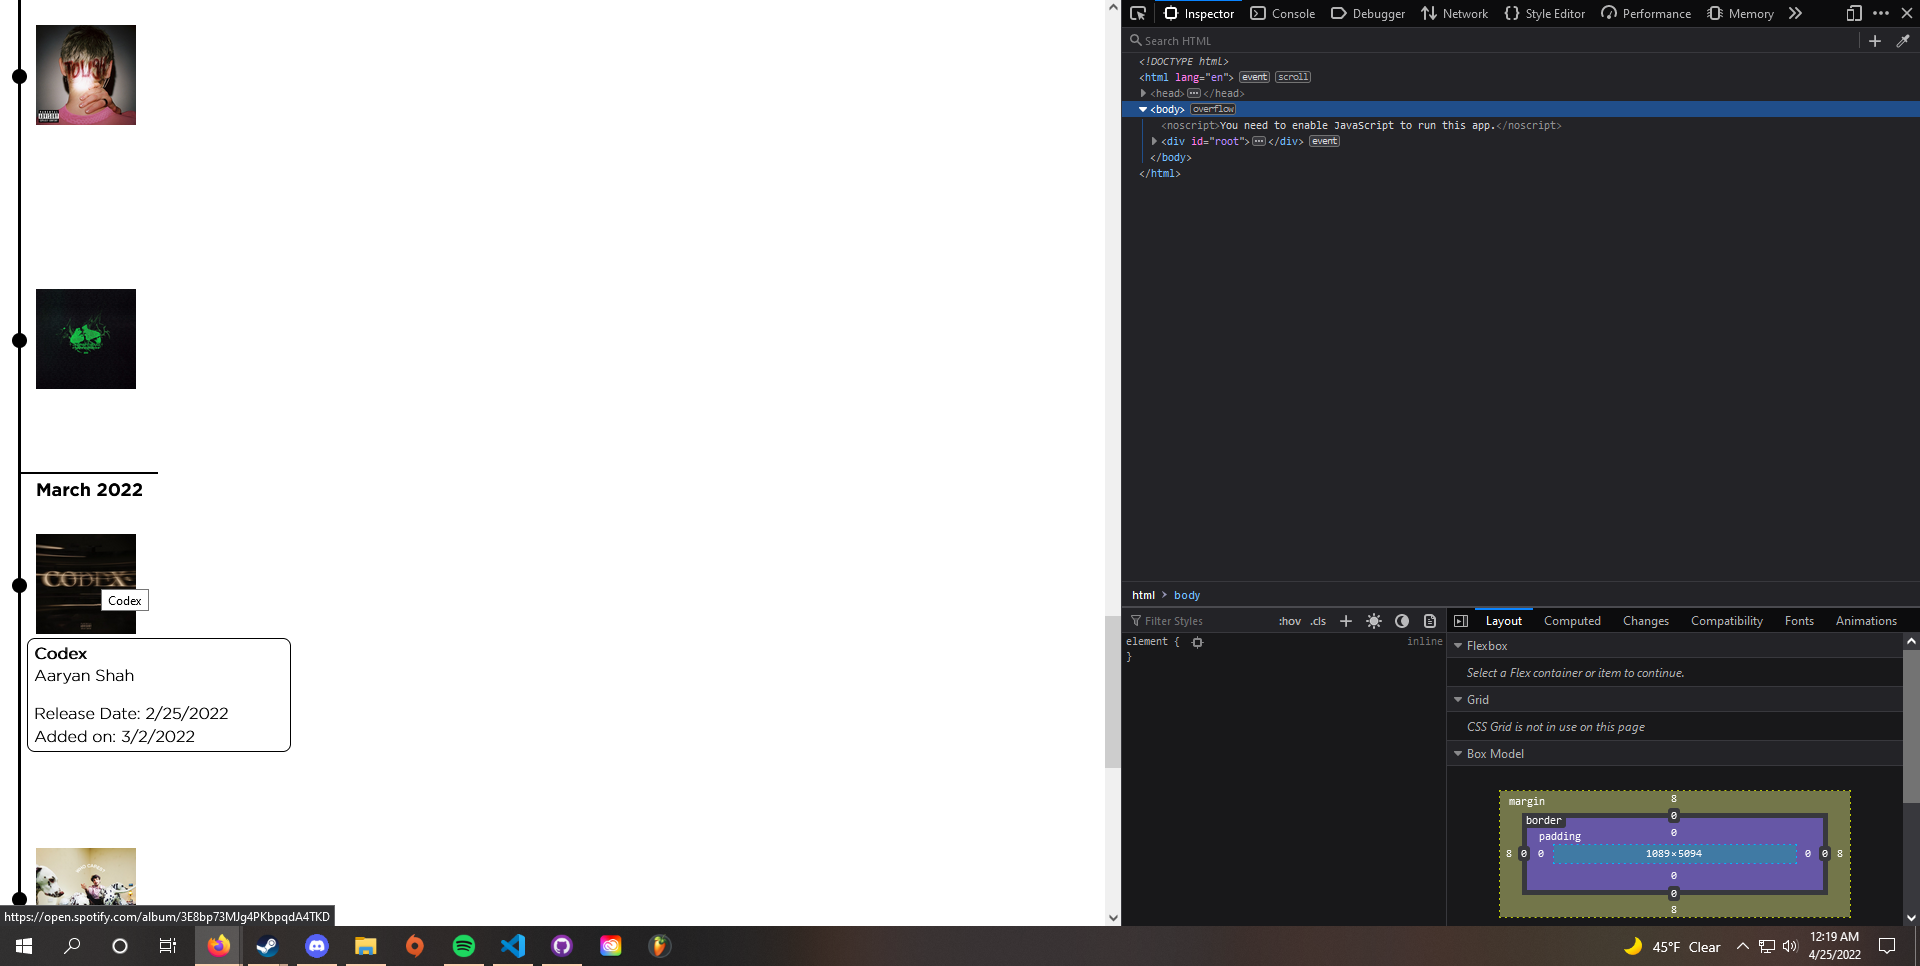 March 2022
CODEX
Codex
Codex
Aaryan Shah
Release Date: 2/25/2022
Added on: 3/2/2022
https://open.spotify.com/album/3E8bp73MJg4PKbpqdA4TKD
Inspector Console Debugger Network Style Editor Performance Memory
Search HTML
<!DOCTYPE html>
<html lang="en"> event scroll
<head> ••• </head>
<body> overflow
<noscript>You need to enable JavaScript to run this app.</noscript>
<div id="root"> ••• </div> event
</body>
</html>
html > body
Filter Styles :hov .cls +
element { inline
}
Layout Computed Changes Compatibility Fonts Animations
Flexbox
Select a Flex container or item to continue.
Grid
CSS Grid is not in use on this page
Box Model
margin 8
border 0
padding 0
8 0 0 1089×5094 0 0 8
0
0
8
45°F Clear
12:19 AM
4/25/2022